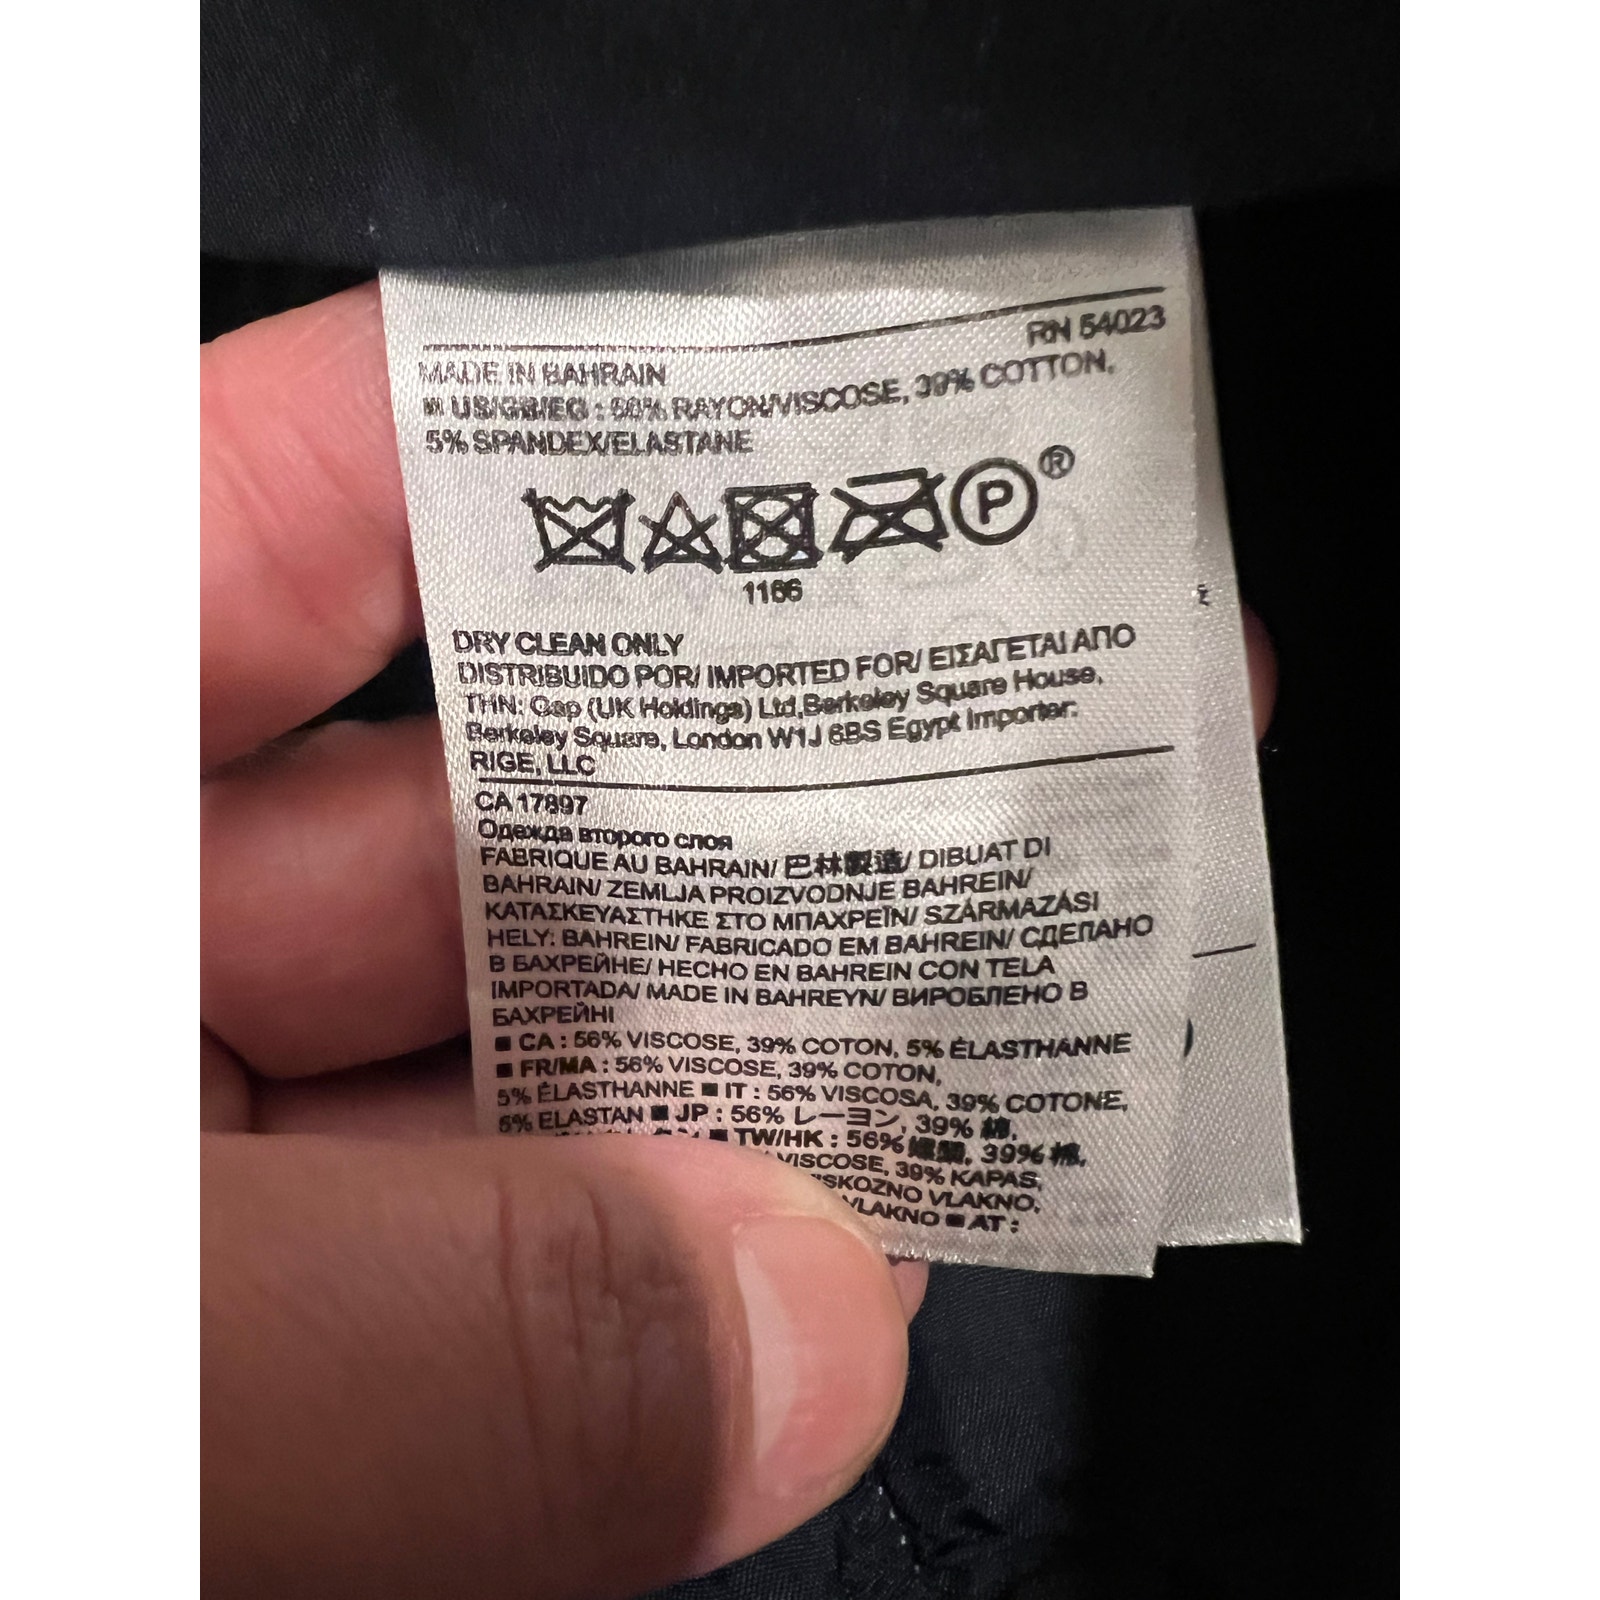 RN 54023
MADE IN BAHRAIN
■ US/GB/EG : 56% RAYON/VISCOSE, 39% COTTON,
5% SPANDEX/ELASTANE
P®
1166
DRY CLEAN ONLY
DISTRIBUIDO POR/ IMPORTED FOR/ ΕΙΣΑΓΕΤΑΙ ΑΠΟ
ΤΗΝ: Gap (UK Holdings) Ltd,Berkeley Square House,
Berkeley Square, London W1J 6BS Egypt Importer:
RIGE, LLC
CA 17897
Одежда второго слоя
FABRIQUE AU BAHRAIN/ 巴林製造/ DIBUAT DI
BAHRAIN/ ZEMLJA PROIZVODNJE BAHREIN/
ΚΑΤΑΣΚΕΥΑΣΤΗΚΕ ΣΤΟ ΜΠΑΧΡΕΪΝ/ SZÁRMAZÁSI
HELY: BAHREIN/ FABRICADO EM BAHREIN/ СДЕЛАНО
В БАХРЕЙНЕ/ HECHO EN BAHREIN CON TELA
IMPORTADA/ MADE IN BAHREYN/ ВИРОБЛЕНО В
БАХРЕЙНІ
■ CA : 56% VISCOSE, 39% COTON, 5% ÉLASTHANNE
■ FR/MA : 56% VISCOSE, 39% COTON,
5% ÉLASTHANNE ■ IT : 56% VISCOSA, 39% COTONE,
5% ELASTAN ■ JP : 56% レーヨン, 39% 綿,
■ TW/HK : 56% 39% 棉,
VISCOSE, 39% KAPAS,
VLAKNO,
VLAKNO ■ AT :